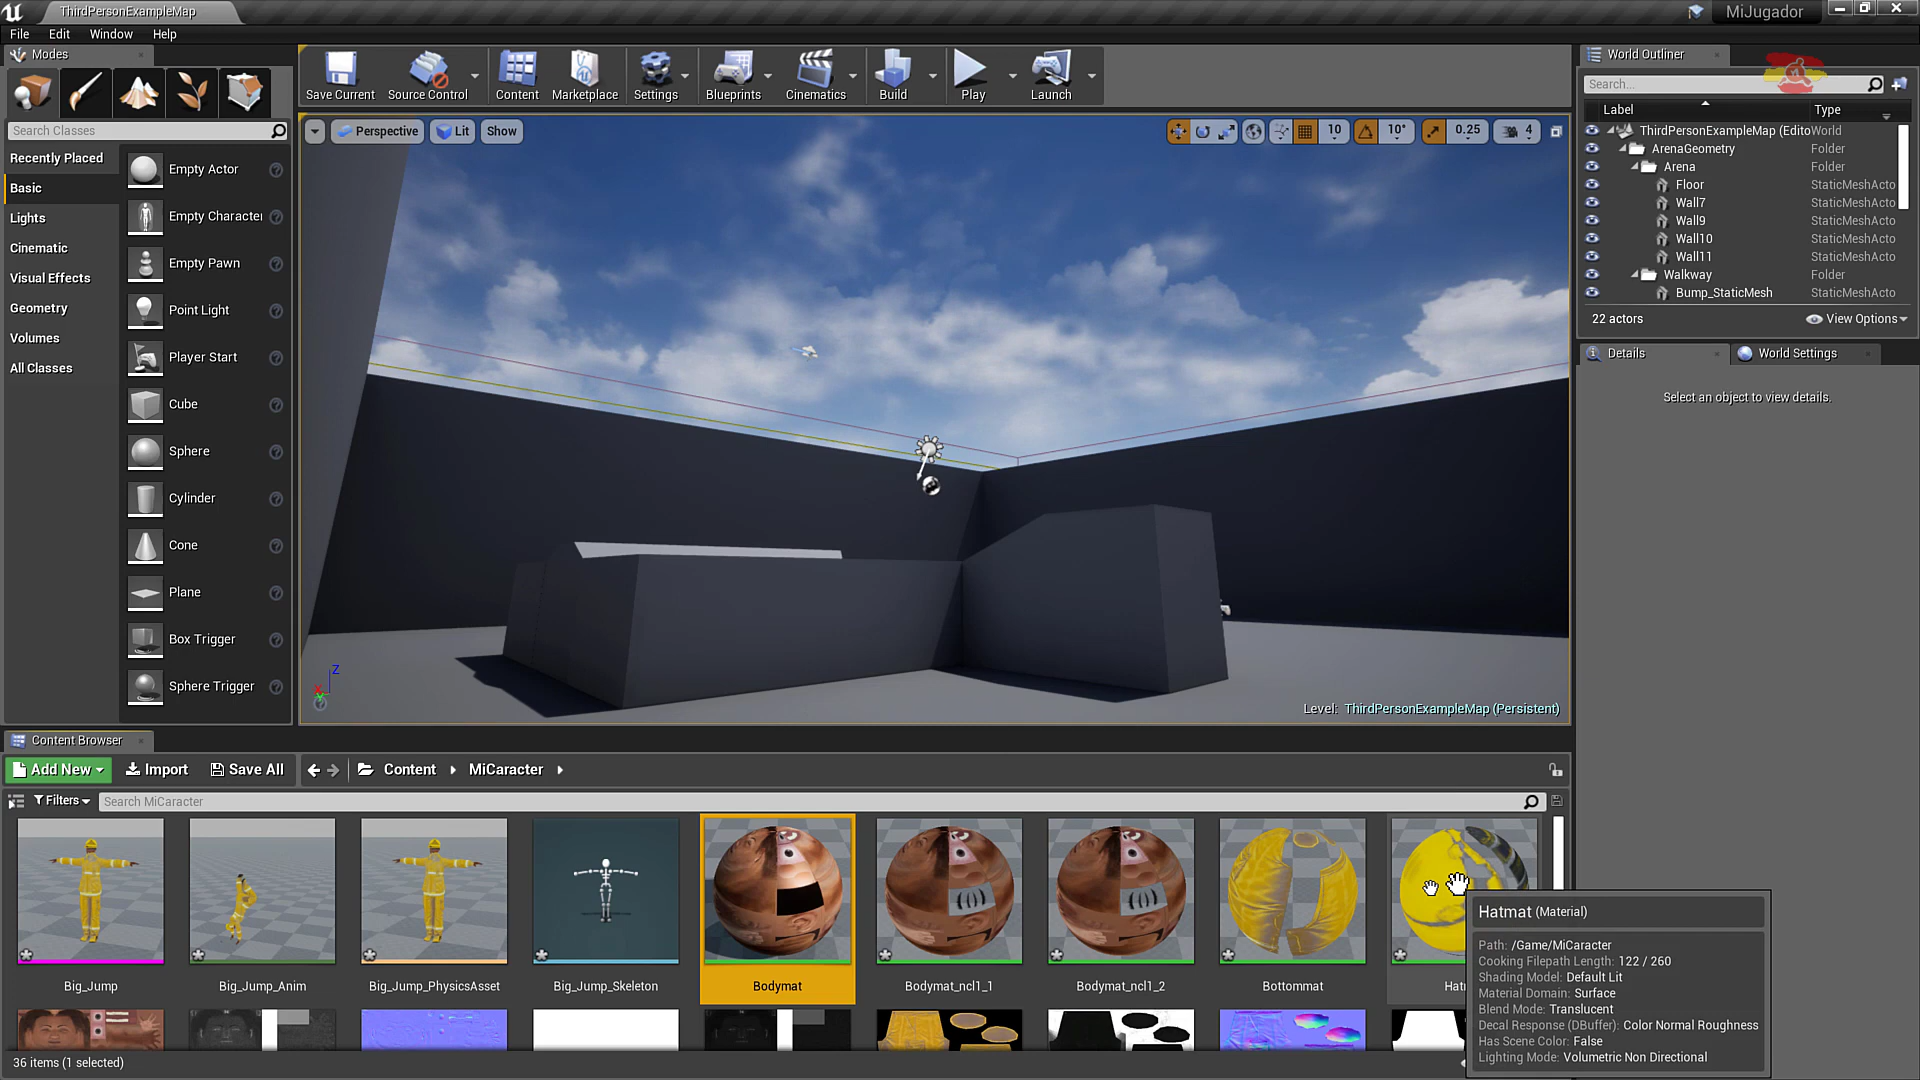 ThirdPersonExampleMap
MiJugador
File Edit Window Help
Modes
Search Classes
Recently Placed
Basic
Lights
Cinematic
Visual Effects
Geometry
Volumes
All Classes
Empty Actor
Empty Character
Empty Pawn
Point Light
Player Start
Cube
Sphere
Cylinder
Cone
Plane
Box Trigger
Sphere Trigger
Save Current
Source Control
Content
Marketplace
Settings
Blueprints
Cinematics
Build
Play
Launch
Perspective Lit Show
10 10° 0.25 4
Z
X
Level: ThirdPersonExampleMap (Persistent)
World Outliner
Search...
Label Type
ThirdPersonExampleMap (Edito World
ArenaGeometry Folder
Arena Folder
Floor StaticMeshActo
Wall7 StaticMeshActo
Wall9 StaticMeshActo
Wall10 StaticMeshActo
Wall11 StaticMeshActo
Walkway Folder
Bump_StaticMesh StaticMeshActo
22 actors View Options
Details
World Settings
Select an object to view details.
Content Browser
Add New Import Save All Content MiCaracter
Filters Search MiCaracter
Big_Jump
Big_Jump_Anim
Big_Jump_PhysicsAsset
Big_Jump_Skeleton
Bodymat
Bodymat_ncl1_1
Bodymat_ncl1_2
Bottommat
Hat
Hatmat (Material)
Path: /Game/MiCaracter
Cooking Filepath Length: 122 / 260
Shading Model: Default Lit
Material Domain: Surface
Blend Mode: Translucent
Decal Response (DBuffer): Color Normal Roughness
Has Scene Color: False
Lighting Mode: Volumetric Non Directional
36 items (1 selected)